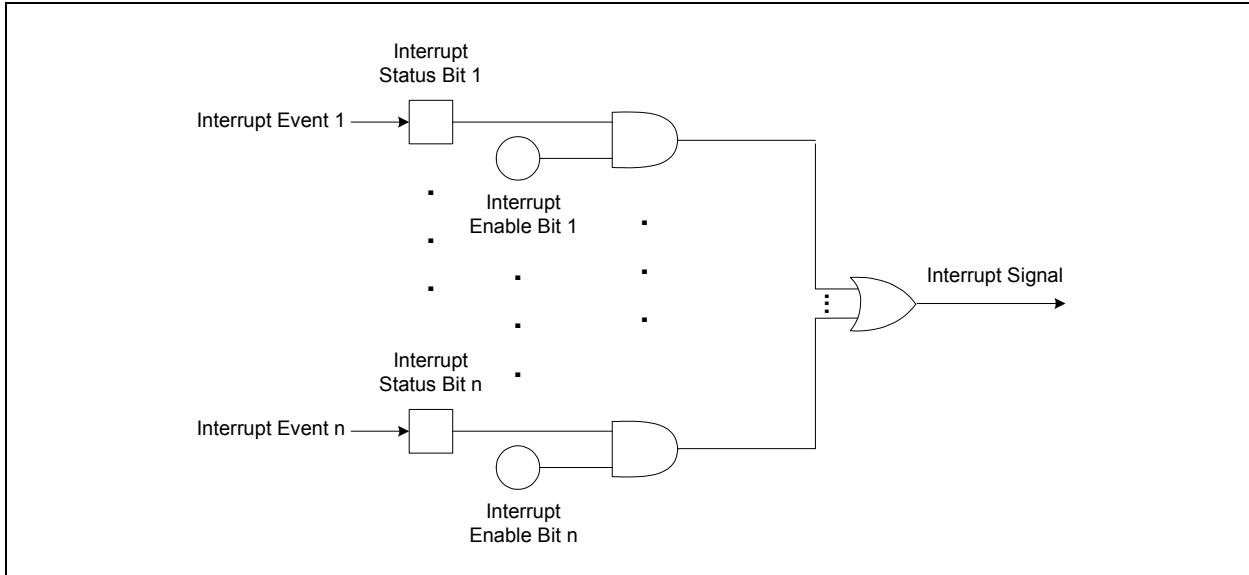 Interrupt
Status Bit 1
Interrupt Event 1
Interrupt
Enable Bit 1
Interrupt Signal
Interrupt
Status Bit n
Interrupt Event n
Interrupt
Enable Bit n